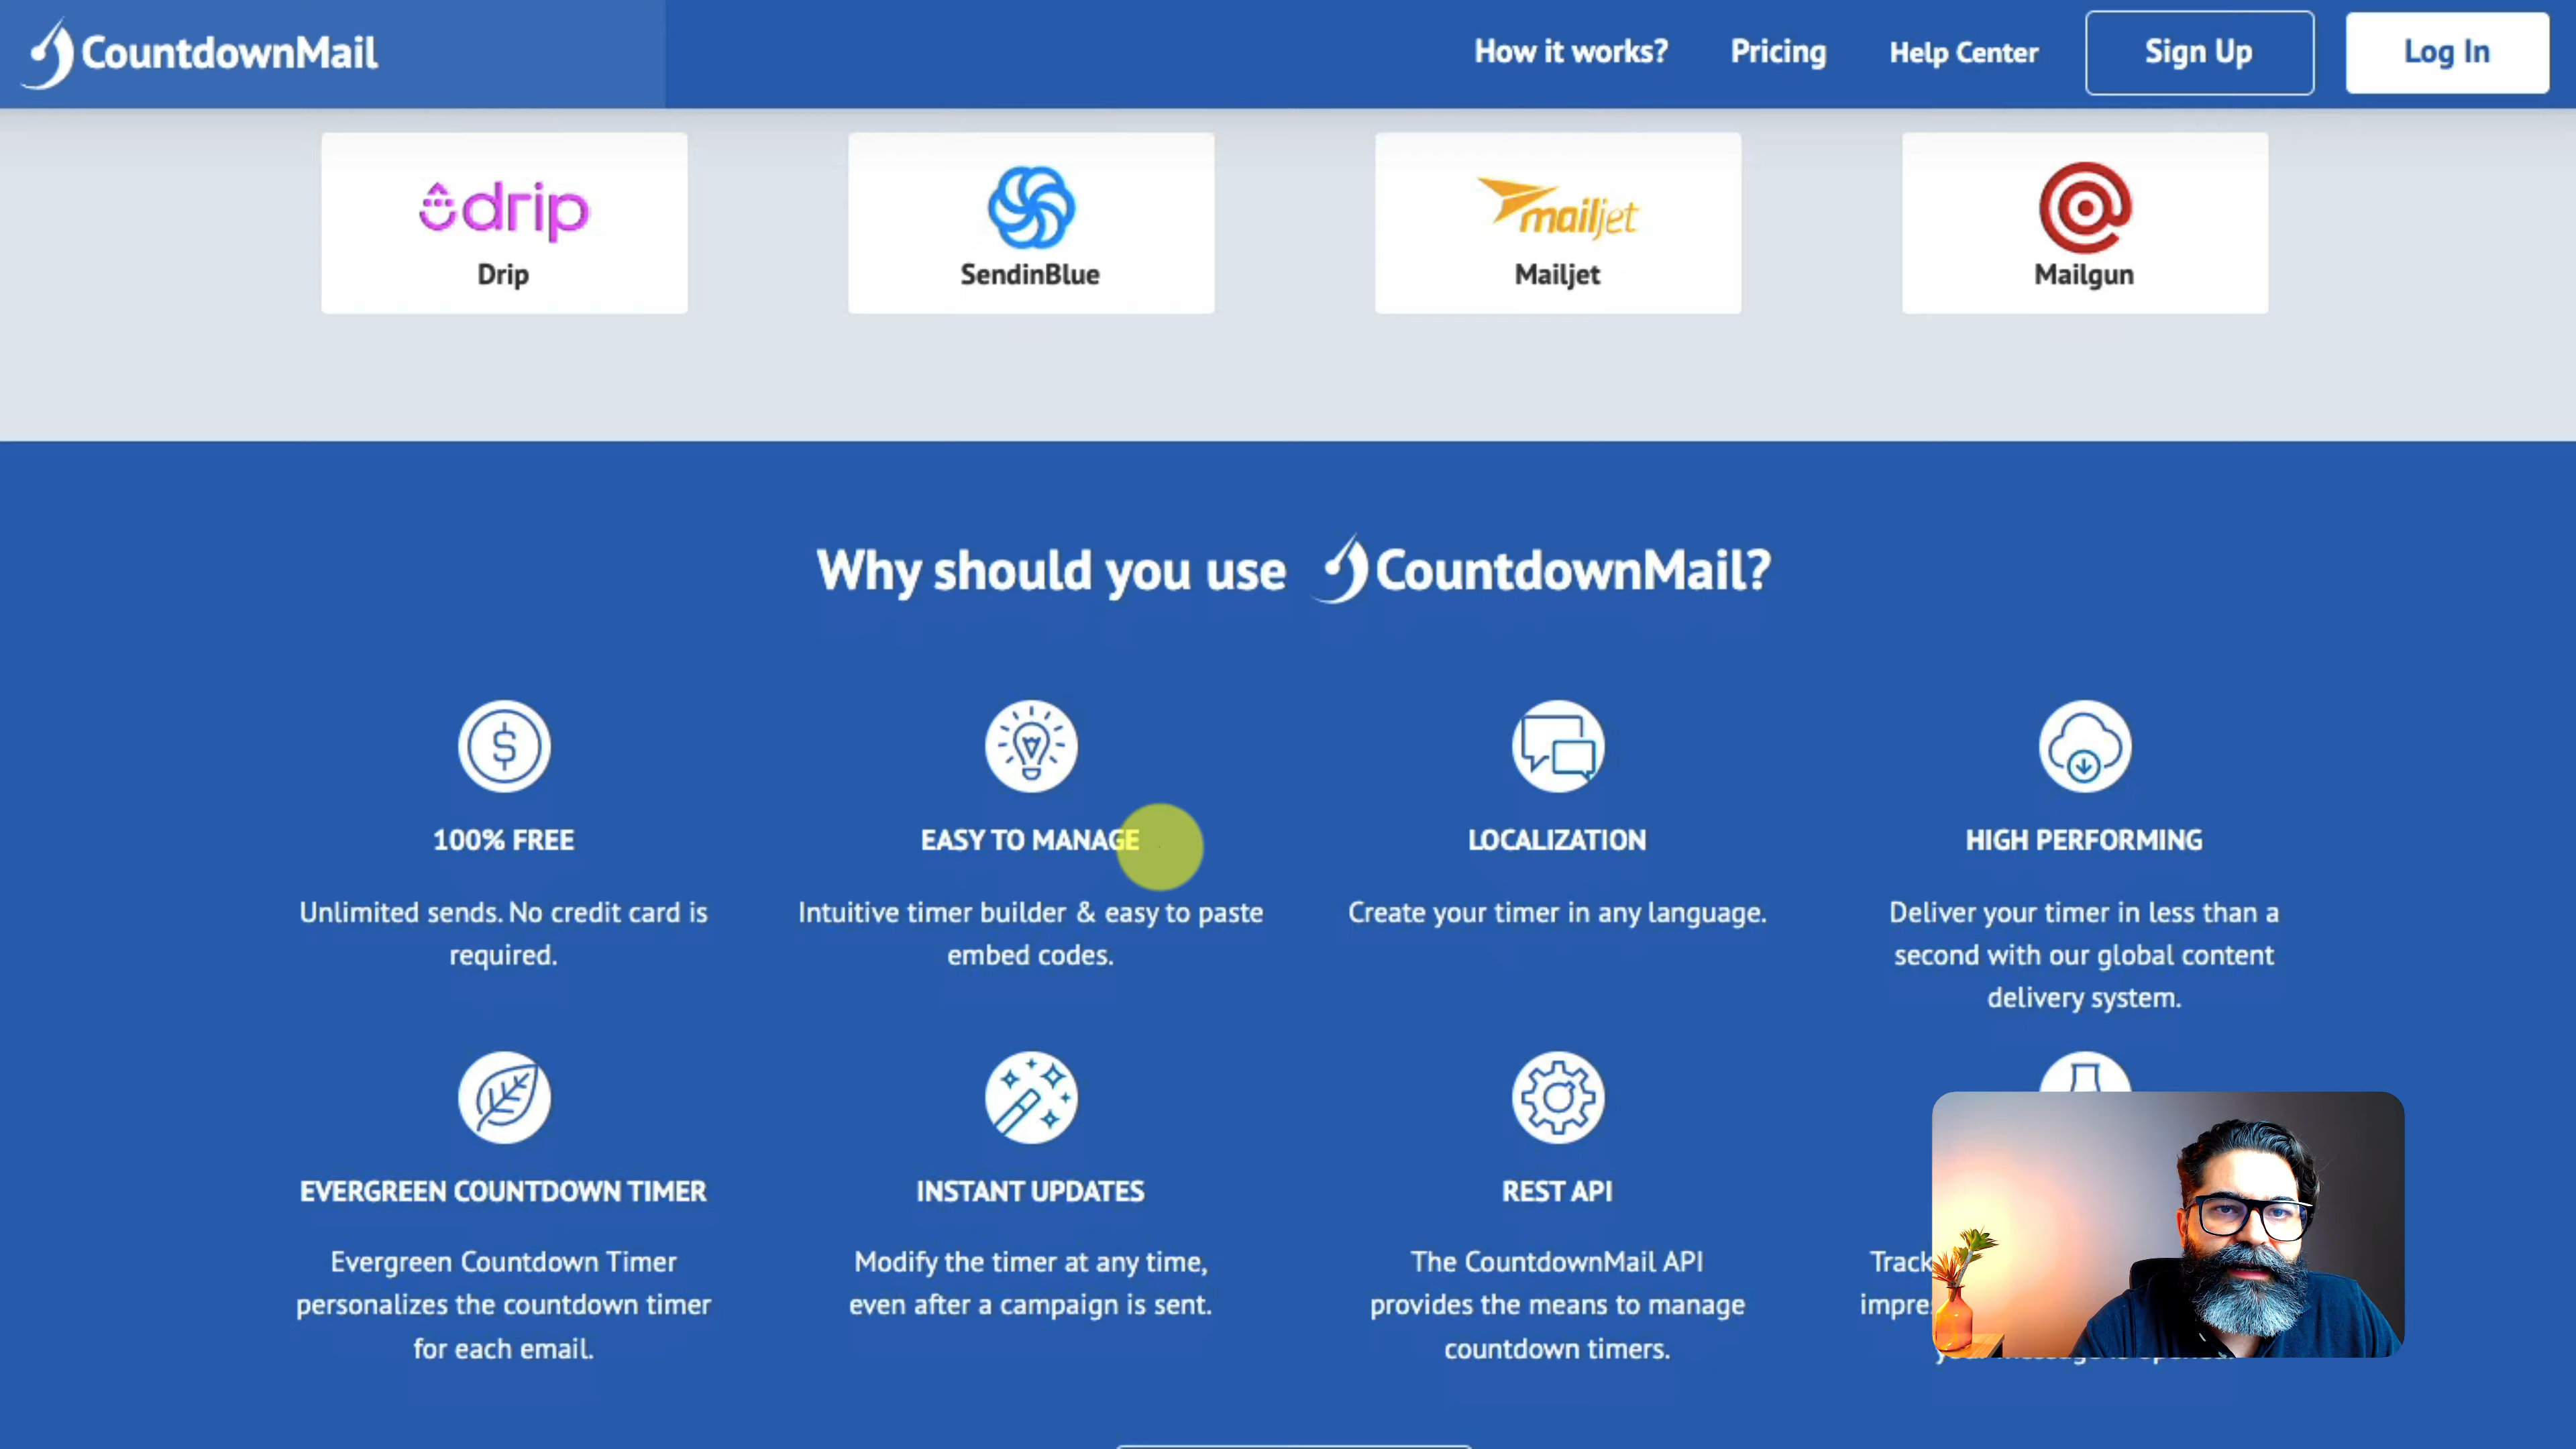 CountdownMail
How it works?
Pricing
Help Center
Sign Up
Log In
drip
Drip
SendinBlue
mailjet
Mailjet
Mailgun
Why should you use CountdownMail?
100% FREE
Unlimited sends. No credit card is
required.
EASY TO MANAGE
Intuitive timer builder & easy to paste
embed codes.
LOCALIZATION
Create your timer in any language.
HIGH PERFORMING
Deliver your timer in less than a
second with our global content
delivery system.
EVERGREEN COUNTDOWN TIMER
Evergreen Countdown Timer
personalizes the countdown timer
for each email.
INSTANT UPDATES
Modify the timer at any time,
even after a campaign is sent.
REST API
The CountdownMail API
provides the means to manage
countdown timers.
Track